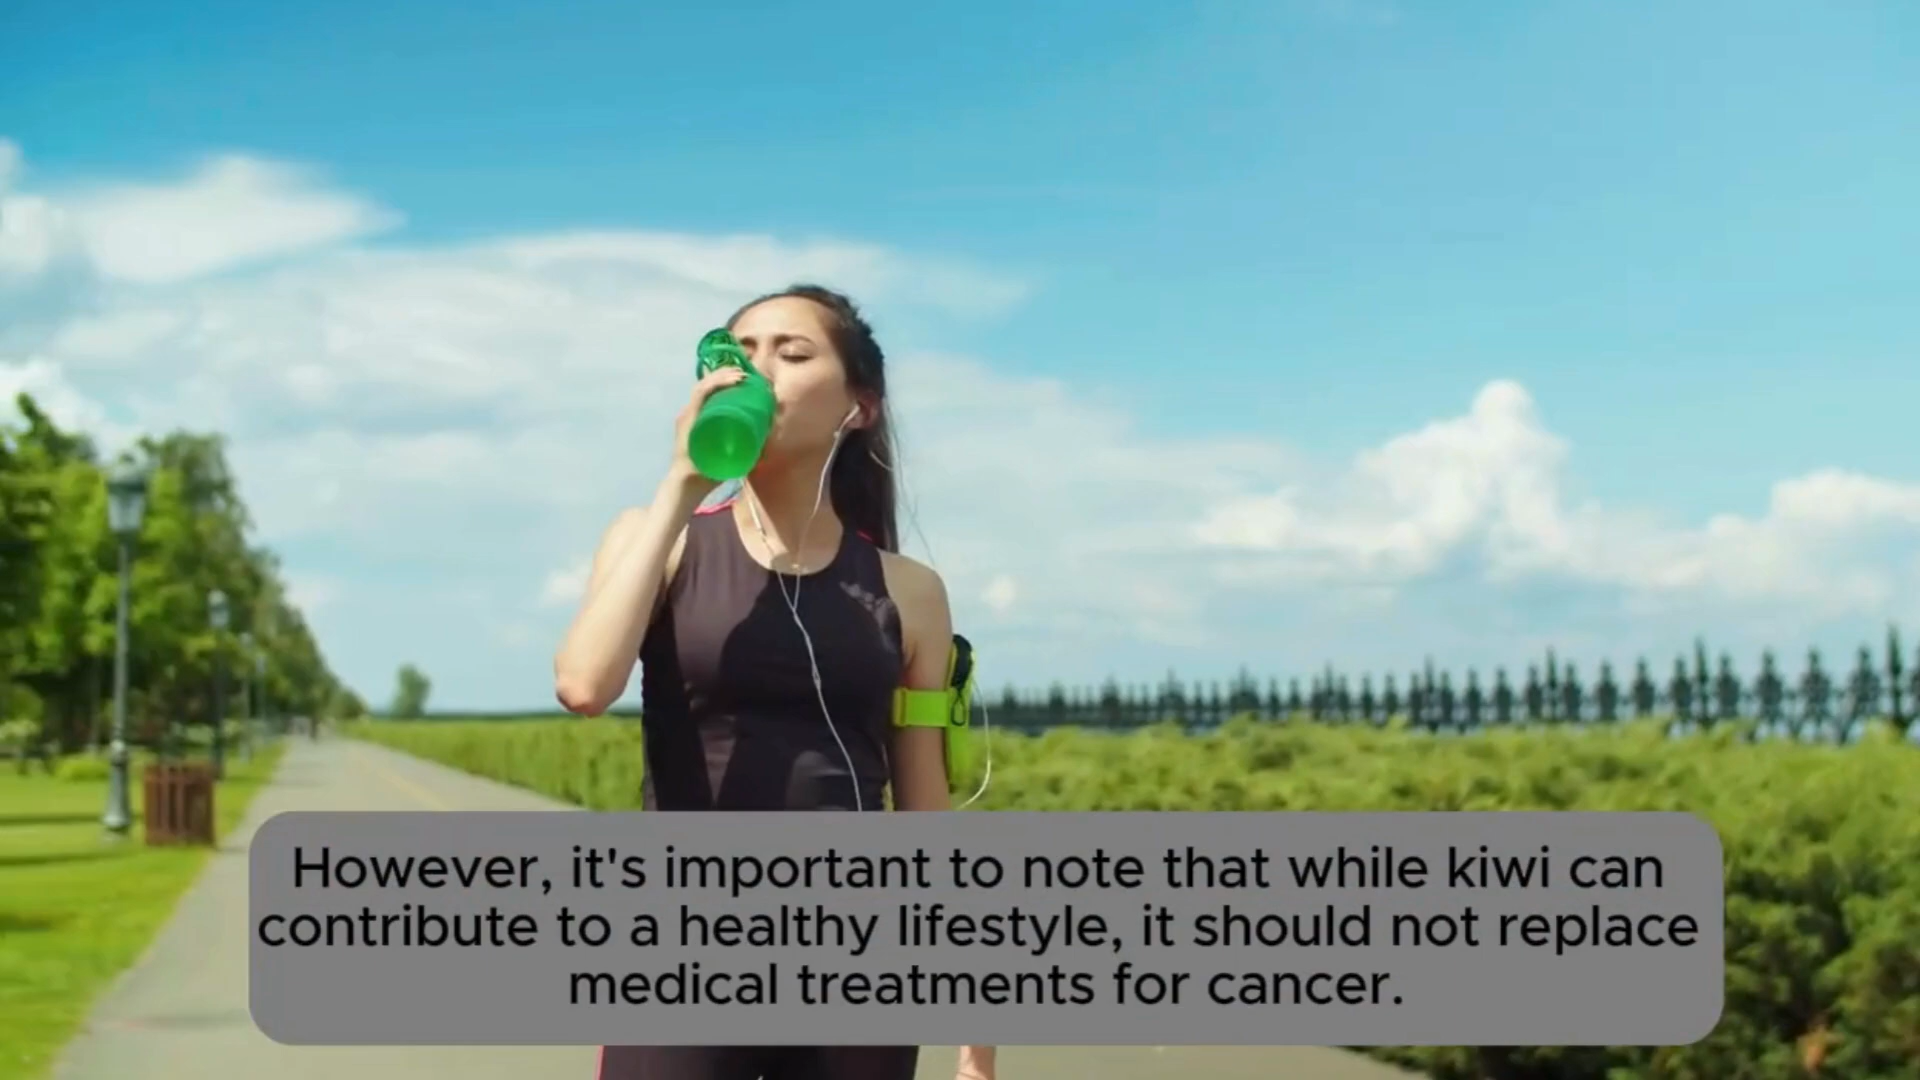 However, it's important to note that while kiwi can
contribute to a healthy lifestyle, it should not replace
medical treatments for cancer.